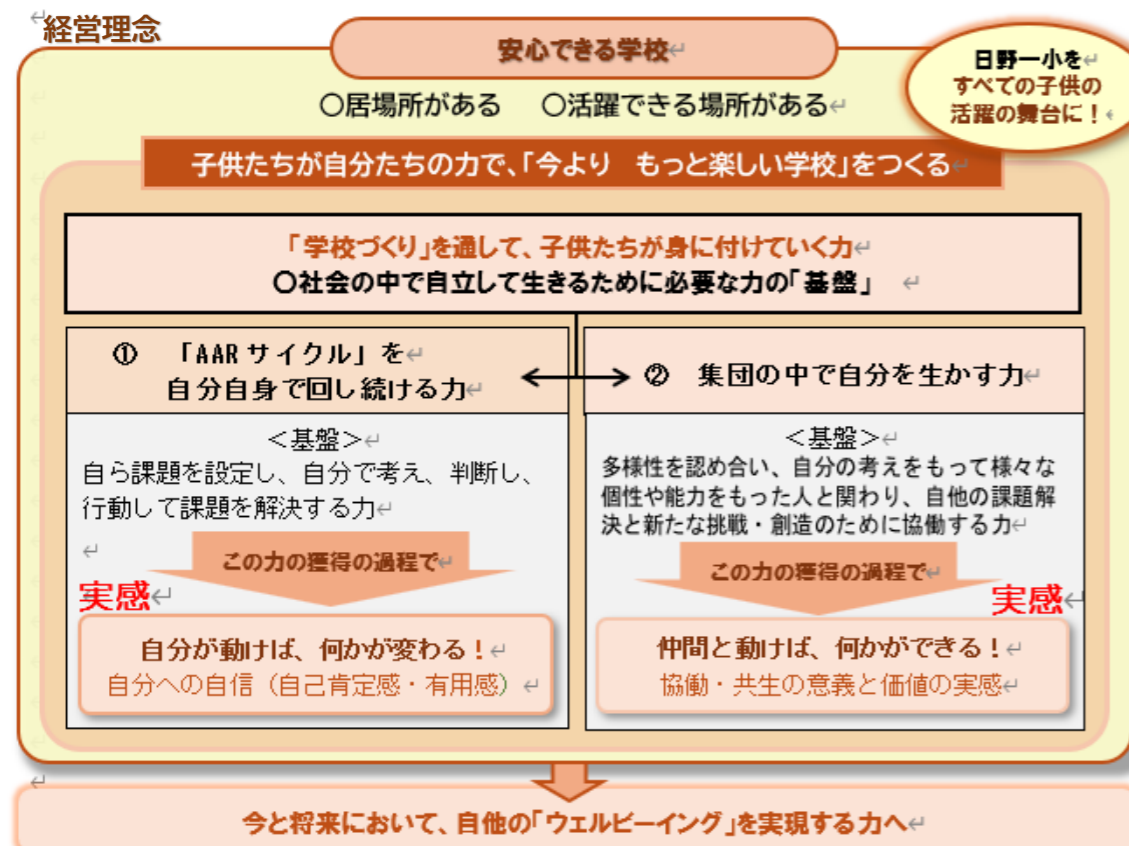 経営理念
安心できる学校
日野一小を
すべての子供の
活躍の舞台に！
〇居場所がある　〇活躍できる場所がある
子供たちが自分たちの力で、「今より　もっと楽しい学校」をつくる
「学校づくり」を通して、子供たちが身に付けていく力
〇社会の中で自立して生きるために必要な力の「基盤」
①　「AARサイクル」を
自分自身で回し続ける力
＜基盤＞
自ら課題を設定し、自分で考え、判断し、
行動して課題を解決する力
この力の獲得の過程で
実感
自分が動けば、何かが変わる！
自分への自信（自己肯定感・有用感）
②　集団の中で自分を生かす力
＜基盤＞
多様性を認め合い、自分の考えをもって様々な
個性や能力をもった人と関わり、自他の課題解
決と新たな挑戦・創造のために協働する力
この力の獲得の過程で
実感
仲間と動けば、何かができる！
協働・共生の意義と価値の実感
今と将来において、自他の「ウェルビーイング」を実現する力へ